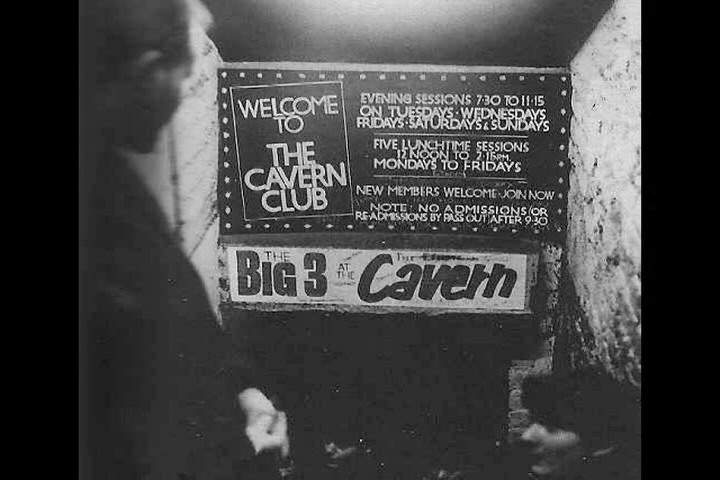 WELCOME
TO
THE
CAVERN
CLUB
EVENING SESSIONS 7·30 TO 11·15
ON TUESDAYS · WEDNESDAYS
FRIDAYS · SATURDAYS & SUNDAYS
FIVE LUNCHTIME SESSIONS
12 NOON TO 2·15PM.
MONDAYS TO FRIDAYS
NEW MEMBERS WELCOME · JOIN NOW
NOTE · NO ADMISSIONS/OR
RE-ADMISSIONS BY PASS OUT AFTER 9·30
THE
BIG 3 AT THE Cavern